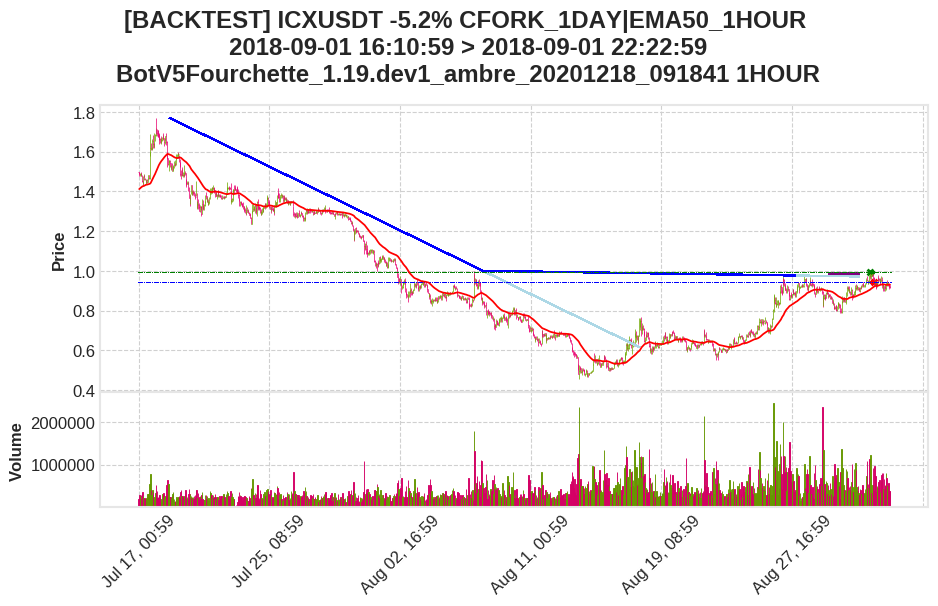 [BACKTEST] ICXUSDT -5.2% CFORK_1DAY|EMA50_1HOUR
2018-09-01 16:10:59 > 2018-09-01 22:22:59
BotV5Fourchette_1.19.dev1_ambre_20201218_091841 1HOUR
Price
1.8
1.6
1.4
1.2
1.0
0.8
0.6
0.4
Volume
2000000
1000000
Jul 17, 00:59
Jul 25, 08:59
Aug 02, 16:59
Aug 11, 00:59
Aug 19, 08:59
Aug 27, 16:59